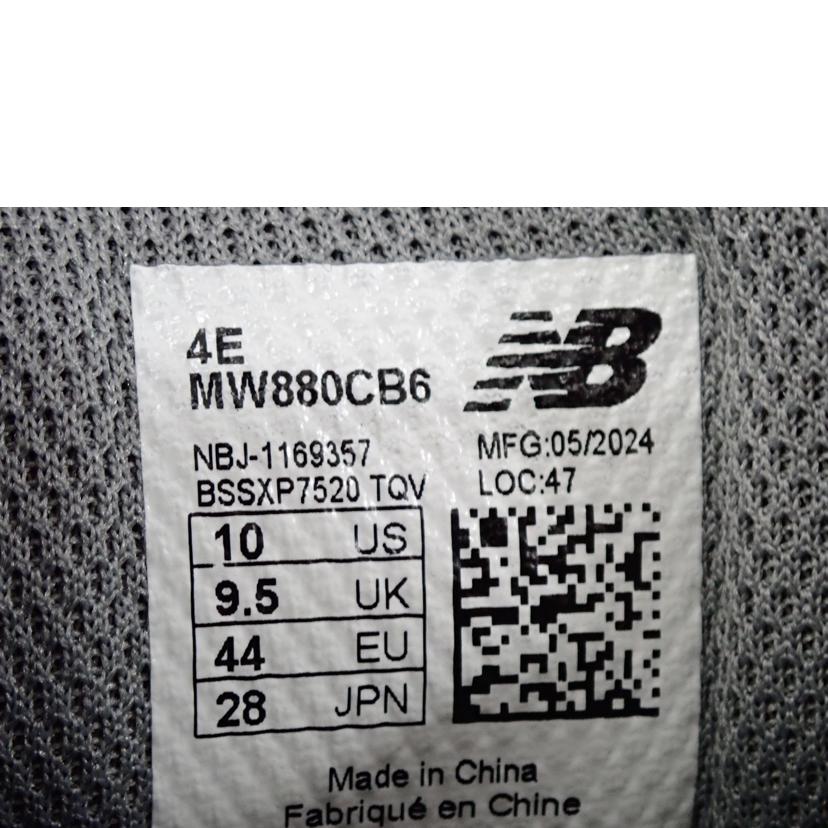 4E
MW880CB6
NB
NBJ-1169357
BSSXP7520 TQV
MFG:05/2024
LOC:47
10 US
9.5 UK
44 EU
28 JPN
Made in China
Fabriqué en Chine